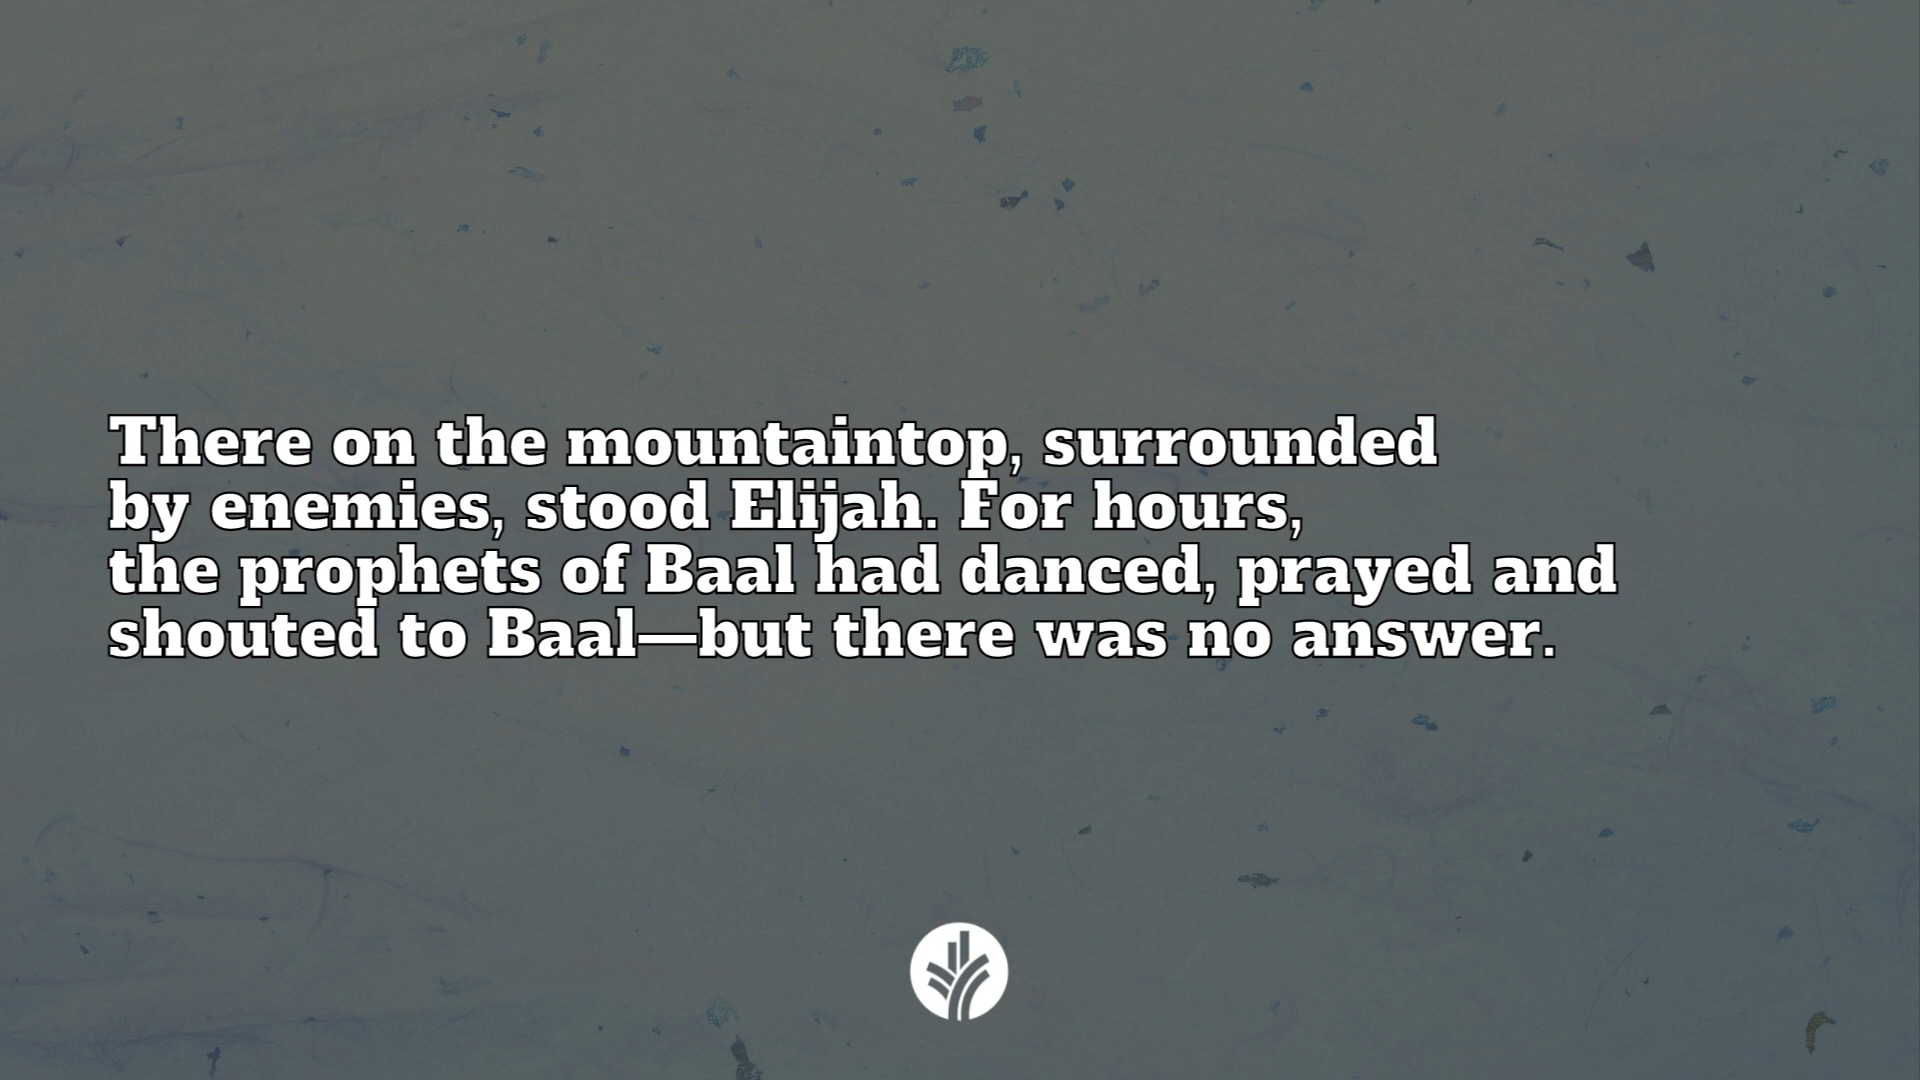 There on the mountaintop, surrounded
by enemies, stood Elijah. For hours,
the prophets of Baal had danced, prayed and
shouted to Baal—but there was no answer.